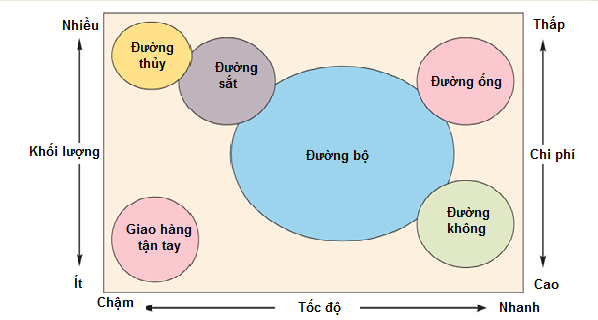 Nhiều
Thấp
Đường
thủy
Đường
sắt
Đường ống
Khối lượng
Đường bộ
Chi phí
Giao hàng
tận tay
Đường
không
Ít
Cao
Chậm
Tốc độ
Nhanh